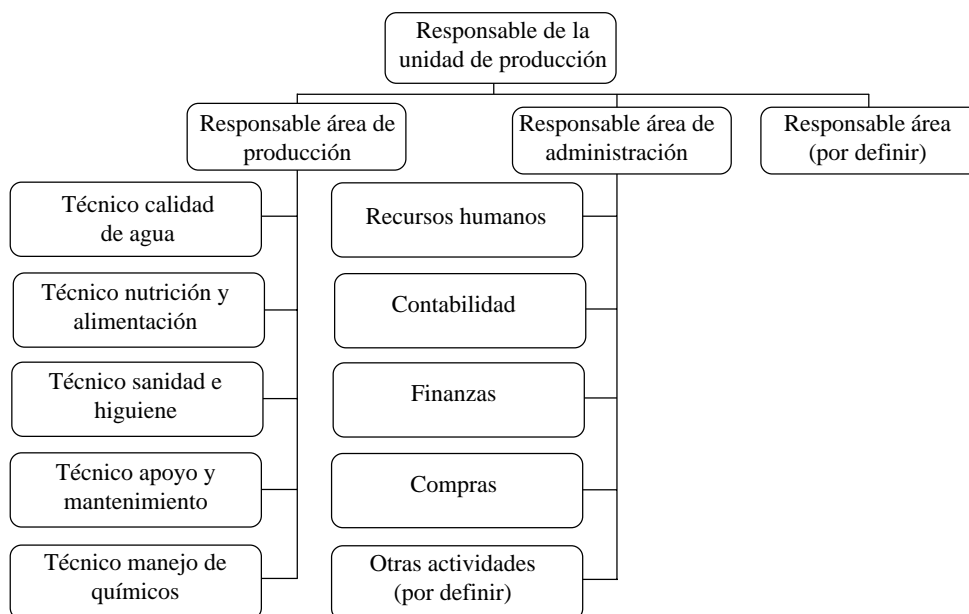 Responsable de la
unidad de producción
Responsable área de
producción
Responsable área de
administración
Responsable área
(por definir)
Técnico calidad
de agua
Técnico nutrición y
alimentación
Técnico sanidad e
higuiene
Técnico apoyo y
mantenimiento
Técnico manejo de
químicos
Recursos humanos
Contabilidad
Finanzas
Compras
Otras actividades
(por definir)